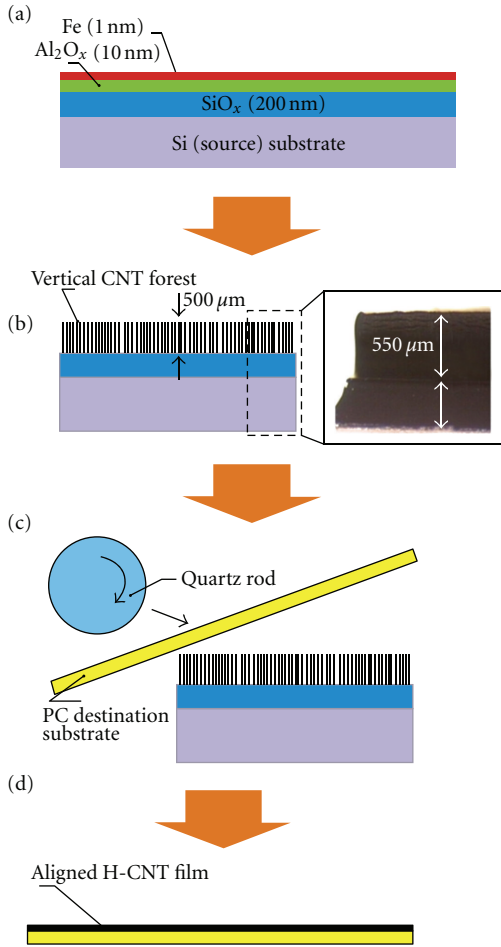 (a)
Fe (1 nm)
Al2Ox (10 nm)
SiOx (200 nm)
Si (source) substrate
Vertical CNT forest
500 μm
(b)
550 μm
(c)
Quartz rod
PC destination
substrate
(d)
Aligned H-CNT film